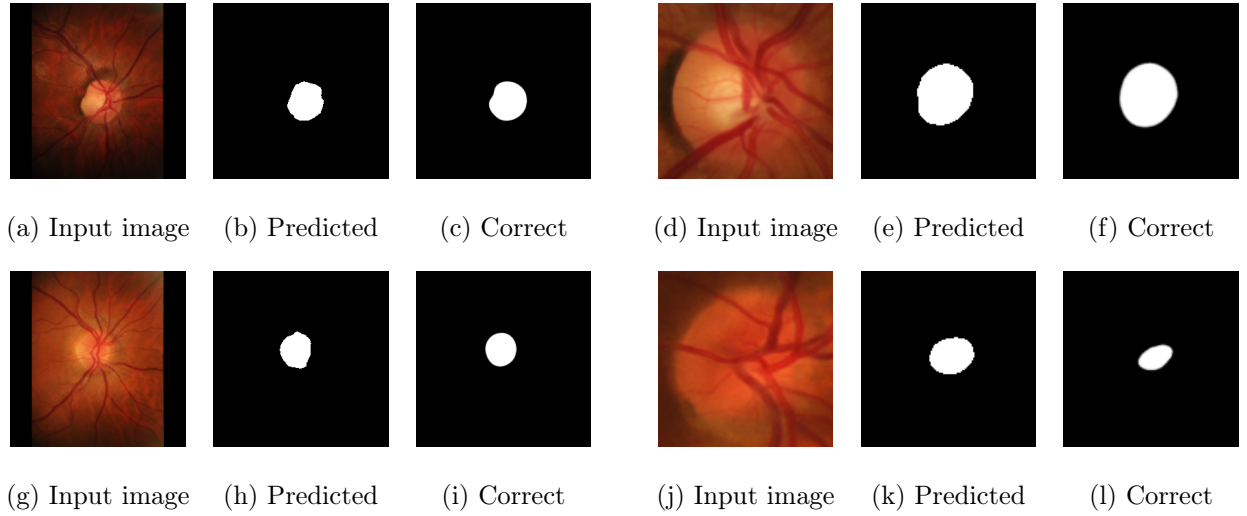 (a) Input image (b) Predicted (c) Correct (d) Input image (e) Predicted (f) Correct
(g) Input image (h) Predicted (i) Correct (j) Input image (k) Predicted (l) Correct